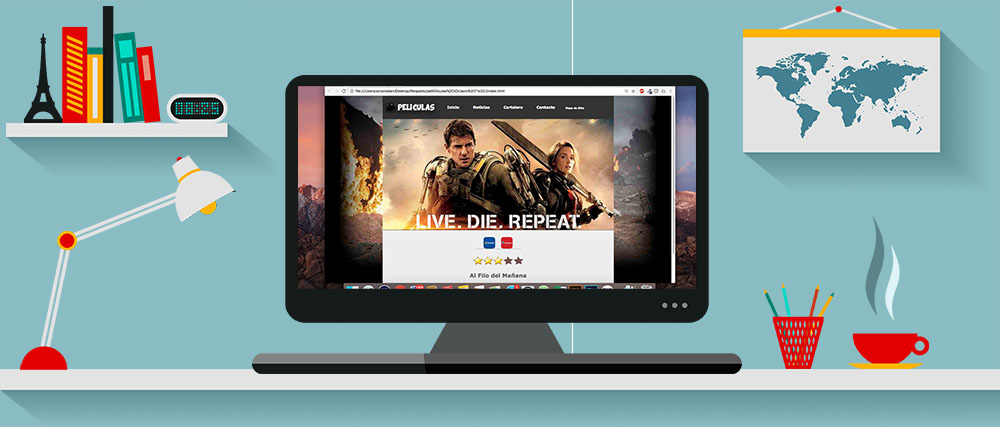 PELICULAS
Inicio Noticias Cartelera Contacto Mapa de Sitio
LIVE. DIE. REPEAT.
Al Filo del Mañana